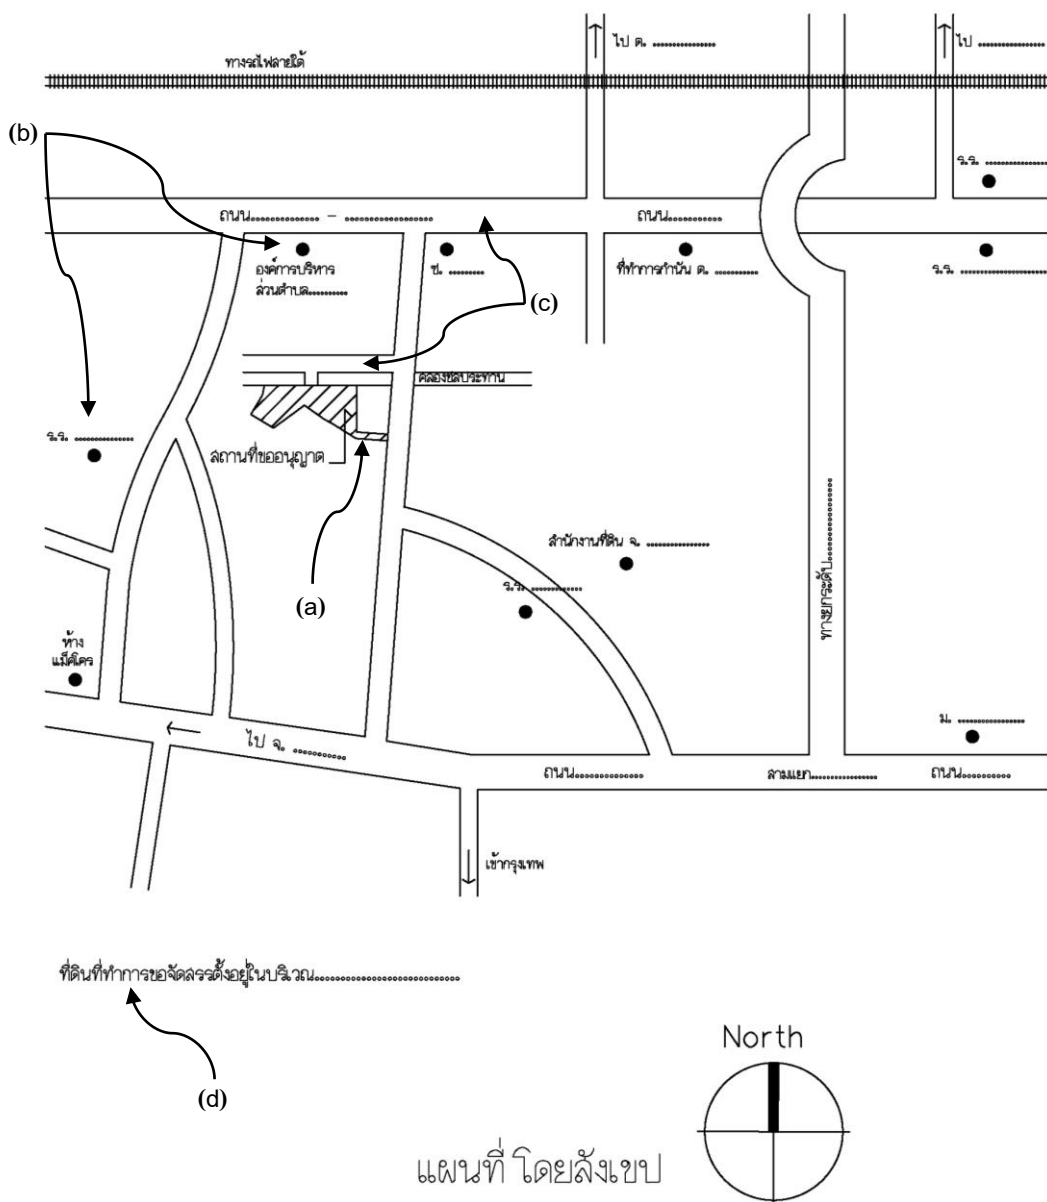 ไป ต. ................
ไป ................
ทางรถไฟสายใต้
(b)
ร.ร. ................
ถนน................ - ......................
ถนน.............
องค์การบริหาร
ส่วนตำบล..........
ช. .........
ที่ทำการกำนัน ต. .................
ร.ร. ......................
(c)
คลองชลประทาน
ร.ร. ...............
สถานที่ขออนุญาต
สำนักงานที่ดิน จ. ................
ทางยกระดับ......................
ร.ร. .............
(a)
ห้าง
แม็คโคร
ม. .................
ไป จ. ...........
ถนน.................
สามแยก.................
ถนน.............
เข้ากรุงเทพ
ที่ดินที่ทำการขอจัดสรรตั้งอยู่ในบริเวณ....................................
(d)
North
แผนที่ โดยสังเขป